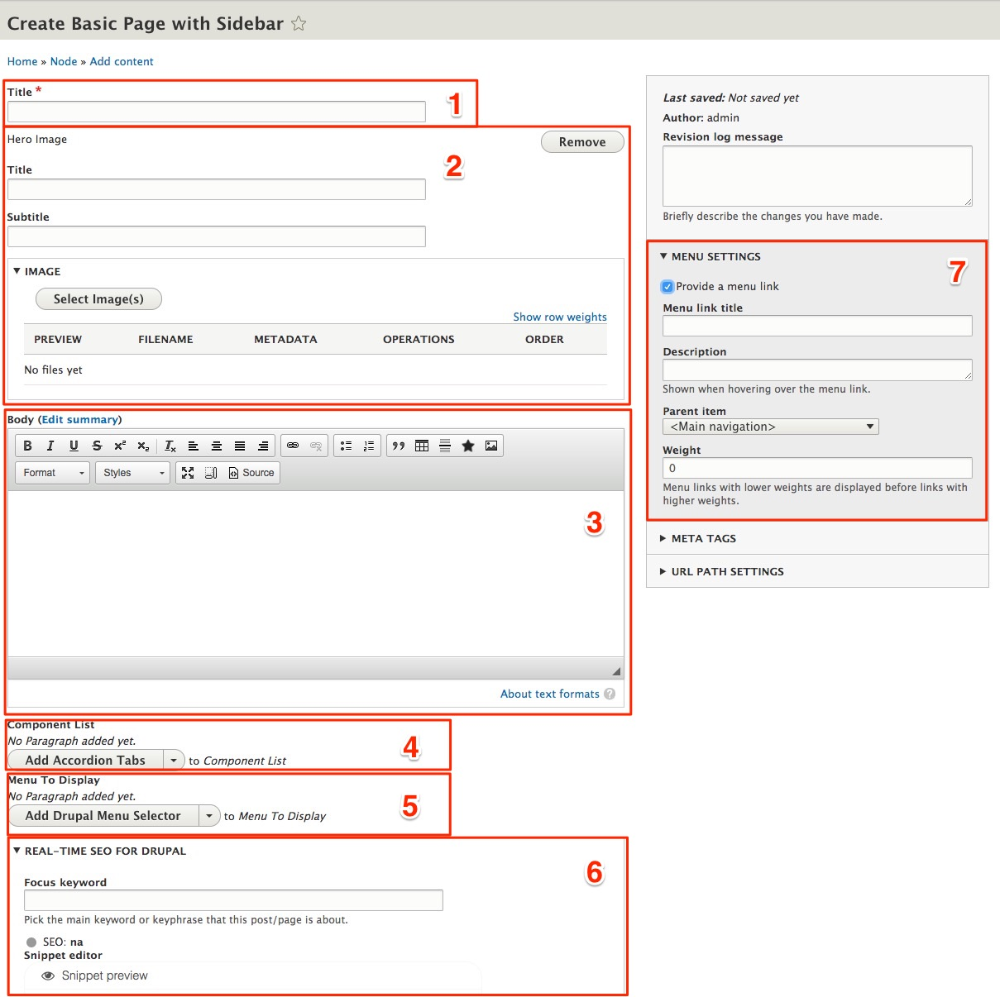 Create Basic Page with Sidebar
Home » Node » Add content
Title *
1
Hero Image
Remove
2
Title
Subtitle
IMAGE
Select Image(s)
Show row weights
PREVIEW FILENAME METADATA OPERATIONS ORDER
No files yet
Body (Edit summary)
B I U S x² x₂ Tx
Format Styles Source
3
About text formats ?
Component List
No Paragraph added yet.
4
Add Accordion Tabs to Component List
Menu To Display
No Paragraph added yet.
5
Add Drupal Menu Selector to Menu To Display
REAL-TIME SEO FOR DRUPAL
6
Focus keyword
Pick the main keyword or keyphrase that this post/page is about.
SEO: na
Snippet editor
Snippet preview
Last saved: Not saved yet
Author: admin
Revision log message
Briefly describe the changes you have made.
MENU SETTINGS
7
Provide a menu link
Menu link title
Description
Shown when hovering over the menu link.
Parent item
<Main navigation>
Weight
0
Menu links with lower weights are displayed before links with
higher weights.
META TAGS
URL PATH SETTINGS